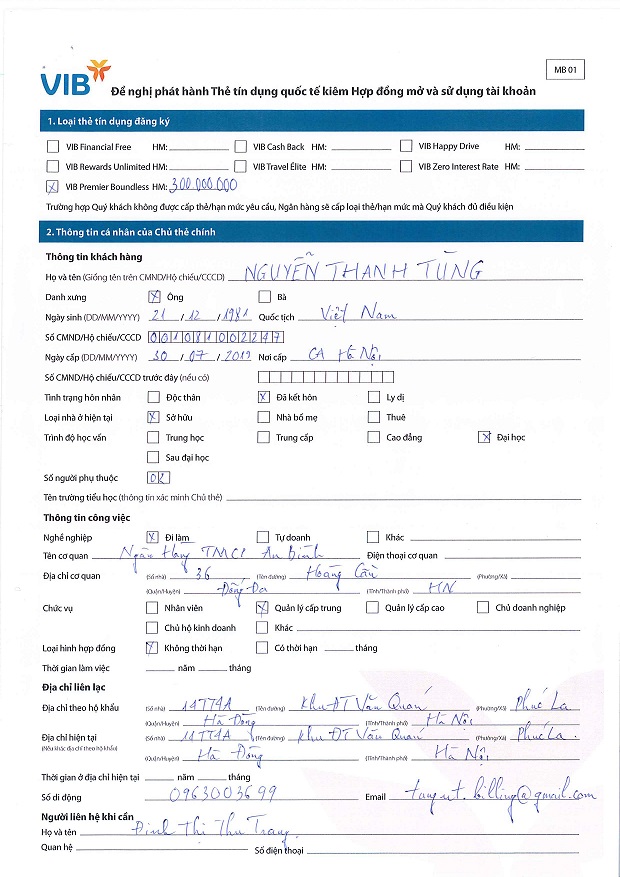 VIB
MB 01
Đề nghị phát hành Thẻ tín dụng quốc tế kiêm Hợp đồng mở và sử dụng tài khoản
1. Loại thẻ tín dụng đăng ký
VIB Financial Free HM: VIB Cash Back HM: VIB Happy Drive HM:
VIB Rewards Unlimited HM: VIB Travel Élite HM: VIB Zero Interest Rate HM:
X VIB Premier Boundless HM: 300.000.000
Trường hợp Quý khách không được cấp thẻ/hạn mức yêu cầu, Ngân hàng sẽ cấp loại thẻ/hạn mức mà Quý khách đủ điều kiện
2. Thông tin cá nhân của Chủ thẻ chính
Thông tin khách hàng
Họ và tên (Giống tên trên CMND/Hộ chiếu/CCCD) NGUYỄN THANH TÙNG
Danh xưng X Ông Bà
Ngày sinh (DD/MM/YYYY) 21 / 12 / 1981 Quốc tịch Việt Nam
Số CMND/Hộ chiếu/CCCD 001081002247
Ngày cấp (DD/MM/YYYY) 30 / 07 / 2019 Nơi cấp CA Hà Nội
Số CMND/Hộ chiếu/CCCD trước đây (nếu có)
Tình trạng hôn nhân Độc thân X Đã kết hôn Ly dị
Loại nhà ở hiện tại X Sở hữu Nhà bố mẹ Thuê
Trình độ học vấn Trung học Trung cấp Cao đẳng X Đại học
Sau đại học
Số người phụ thuộc 02
Tên trường tiểu học (thông tin xác minh Chủ thẻ)
Thông tin công việc
Nghề nghiệp X Đi làm Tự doanh Khác
Tên cơ quan Ngân Hàng TMCP An Bình Điện thoại cơ quan
Địa chỉ cơ quan (Số nhà) 36 (Tên đường) Hoàng Cầu (Phường/Xã)
(Quận/Huyện) Đống Đa (Tỉnh/Thành phố) HN
Chức vụ Nhân viên X Quản lý cấp trung Quản lý cấp cao Chủ doanh nghiệp
Chủ hộ kinh doanh Khác
Loại hình hợp đồng X Không thời hạn Có thời hạn tháng
Thời gian làm việc năm tháng
Địa chỉ liên lạc
Địa chỉ theo hộ khẩu (Số nhà) 14TT4A (Tên đường) Khu ĐT Văn Quán (Phường/Xã) Phúc La
(Quận/Huyện) Hà Đông (Tỉnh/Thành phố) Hà Nội
Địa chỉ hiện tại (Số nhà) 14TT4A (Tên đường) Khu ĐT Văn Quán (Phường/Xã) Phúc La
(Nếu khác địa chỉ theo hộ khẩu) (Quận/Huyện) Hà Đông (Tỉnh/Thành phố) Hà Nội
Thời gian ở địa chỉ hiện tại năm tháng
Số di động 0963003699 Email tungnt.billing@gmail.com
Người liên hệ khi cần
Họ và tên Đinh Thị Thu Trang
Quan hệ Số điện thoại